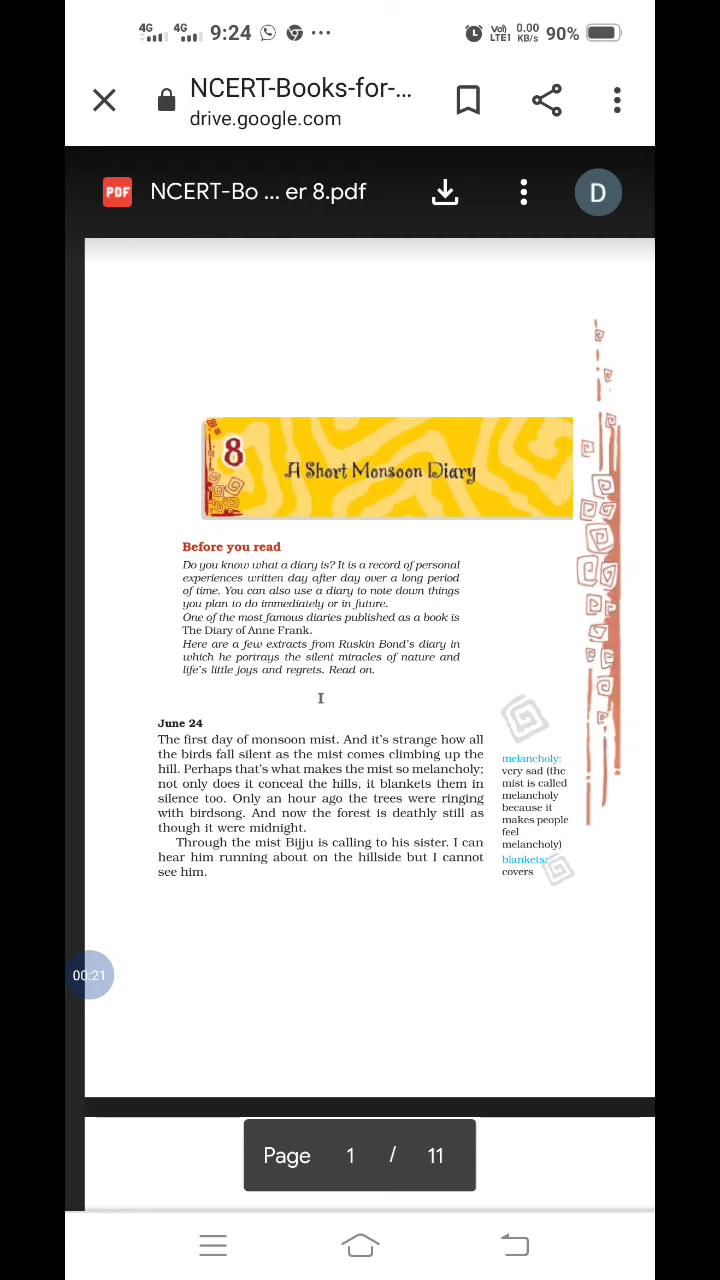 4G 4G 9:24 ... Vo) LTE1 0.00 KB/s 90%
NCERT-Books-for-...
drive.google.com
PDF NCERT-Bo ... er 8.pdf D
8
A Short Monsoon Diary
Before you read
Do you know what a diary is? It is a record of personal
experiences written day after day over a long period
of time. You can also use a diary to note down things
you plan to do immediately or in future.
One of the most famous diaries published as a book is
The Diary of Anne Frank.
Here are a few extracts from Ruskin Bond's diary in
which he portrays the silent miracles of nature and
life's little joys and regrets. Read on.
I
June 24
The first day of monsoon mist. And it's strange how all
the birds fall silent as the mist comes climbing up the
hill. Perhaps that's what makes the mist so melancholy;
not only does it conceal the hills, it blankets them in
silence too. Only an hour ago the trees were ringing
with birdsong. And now the forest is deathly still as
though it were midnight.
Through the mist Bijju is calling to his sister. I can
hear him running about on the hillside but I cannot
see him.
melancholy:
very sad (the
mist is called
melancholy
because it
makes people
feel
melancholy)
blankets:
covers
00:21
Page 1 / 11